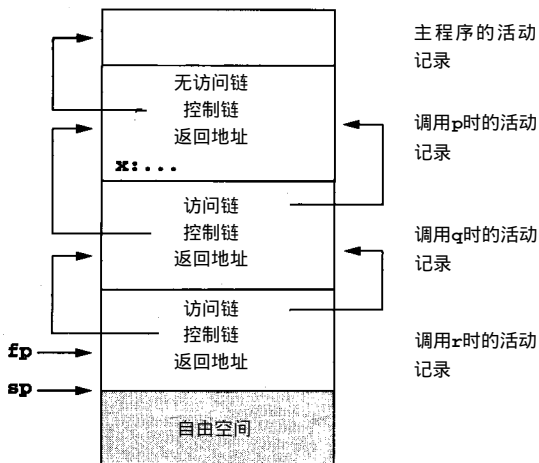 主程序的活动
记录
无访问链
控制链
返回地址
x:...
调用p时的活动
记录
访问链
控制链
返回地址
调用q时的活动
记录
访问链
控制链
返回地址
调用r时的活动
记录
fp
sp
自由空间